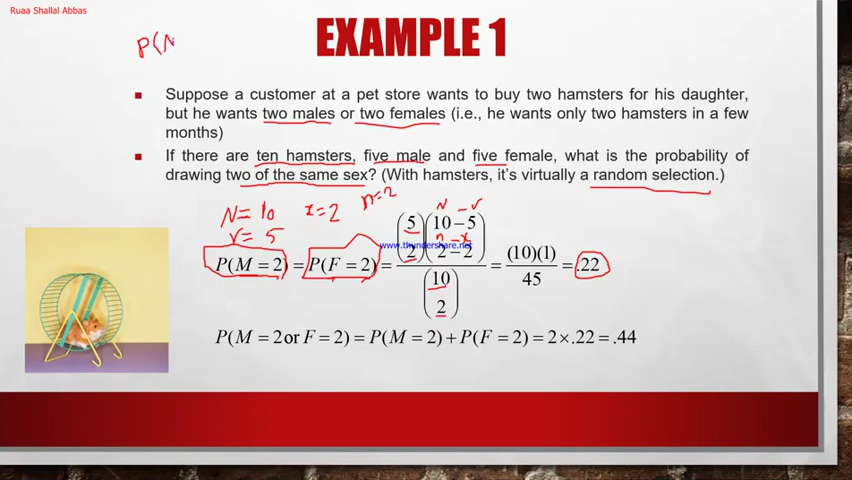 Ruaa Shallal Abbas
P(M
EXAMPLE 1
Suppose a customer at a pet store wants to buy two hamsters for his daughter,
but he wants two males or two females (i.e., he wants only two hamsters in a few
months)
If there are ten hamsters, five male and five female, what is the probability of
drawing two of the same sex? (With hamsters, it's virtually a random selection.)
N= 10 x=2 n=2
r= 5
N - r
n - x
P(M = 2) = P(F = 2) = (5 2)(10 − 5 2 − 2) / (10 2) = (10)(1) / 45 = .22
www.thundershare.net
P(M = 2 or F = 2) = P(M = 2) + P(F = 2) = 2 × .22 = .44